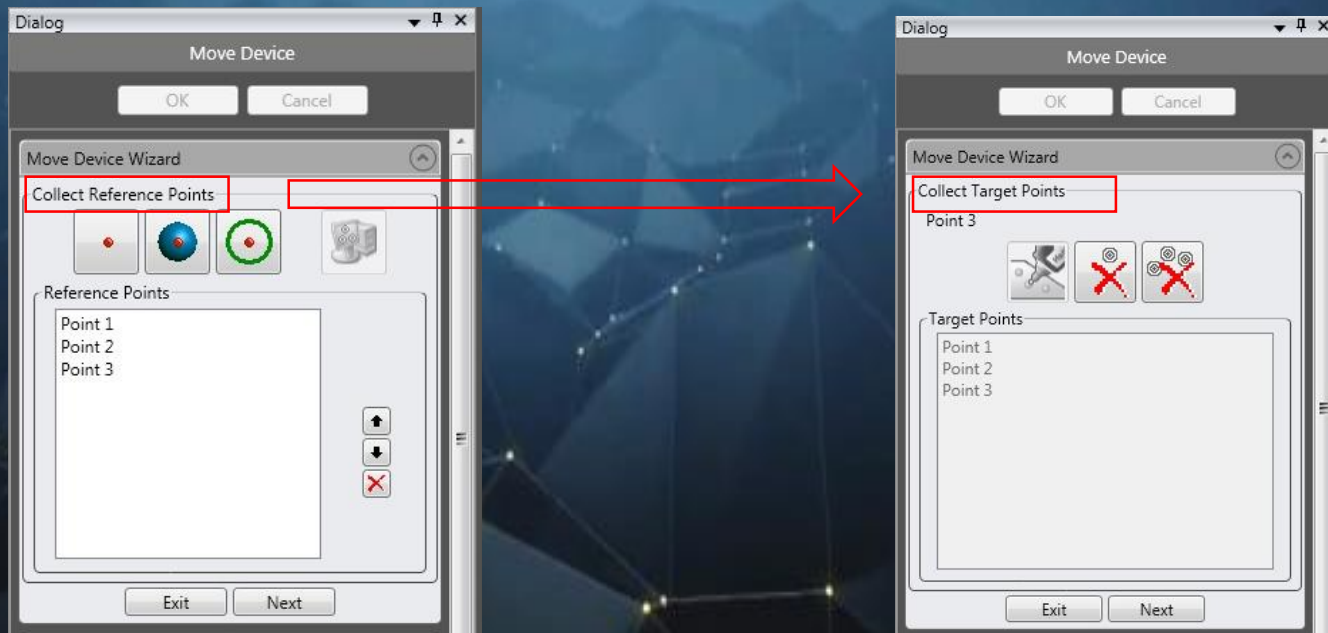 Dialog
Move Device
OK
Cancel
Move Device Wizard
Collect Reference Points
Reference Points
Point 1
Point 2
Point 3
Exit
Next
Dialog
Move Device
OK
Cancel
Move Device Wizard
Collect Target Points
Point 3
Target Points
Point 1
Point 2
Point 3
Exit
Next